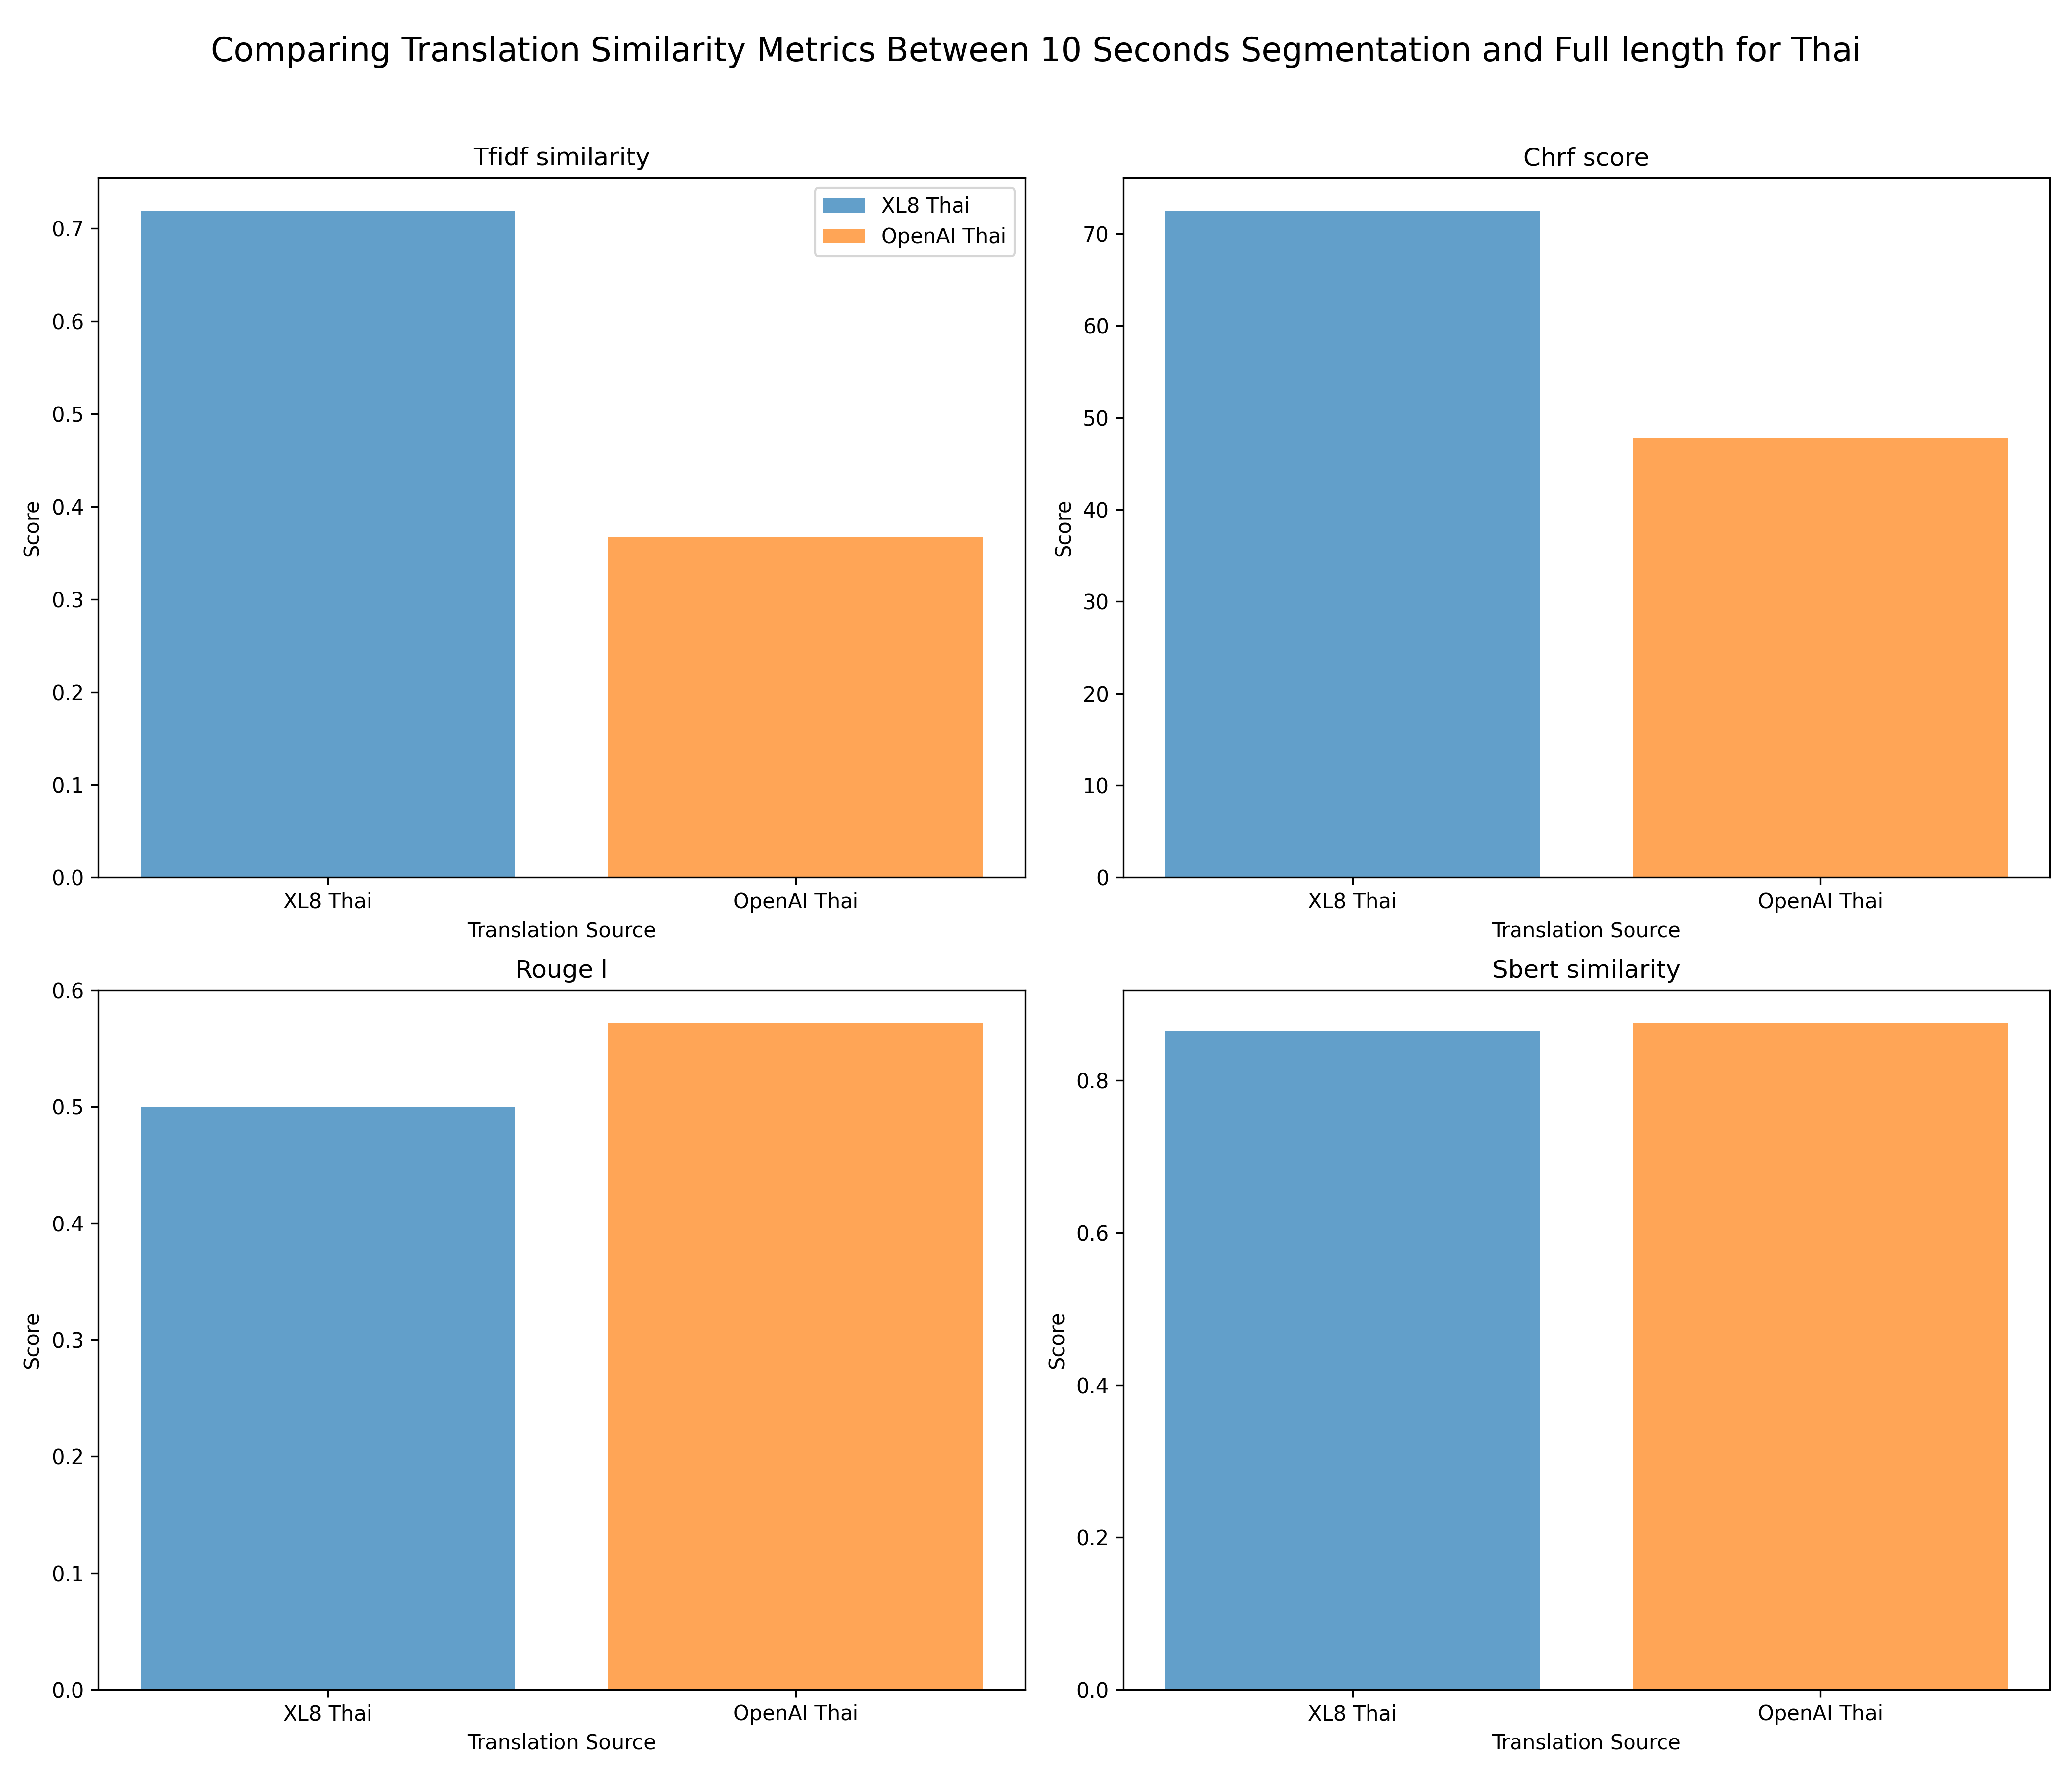 Comparing Translation Similarity Metrics Between 10 Seconds Segmentation and Full length for Thai
Tfidf similarity
XL8 Thai
OpenAI Thai
Score
0.7
0.6
0.5
0.4
0.3
0.2
0.1
0.0
XL8 Thai
OpenAI Thai
Translation Source
Chrf score
Score
70
60
50
40
30
20
10
0
XL8 Thai
OpenAI Thai
Translation Source
Rouge l
Score
0.6
0.5
0.4
0.3
0.2
0.1
0.0
XL8 Thai
OpenAI Thai
Translation Source
Sbert similarity
Score
0.8
0.6
0.4
0.2
0.0
XL8 Thai
OpenAI Thai
Translation Source